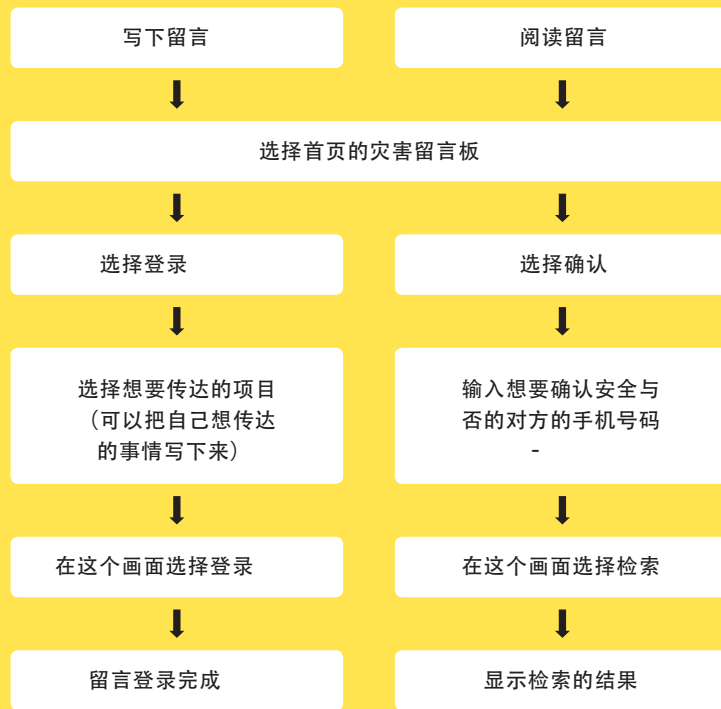 写下留言
阅读留言
选择首页的灾害留言板
选择登录
选择确认
选择想要传达的项目
（可以把自己想传达
的事情写下来）
输入想要确认安全与
否的对方的手机号码
-
在这个画面选择登录
在这个画面选择检索
留言登录完成
显示检索的结果